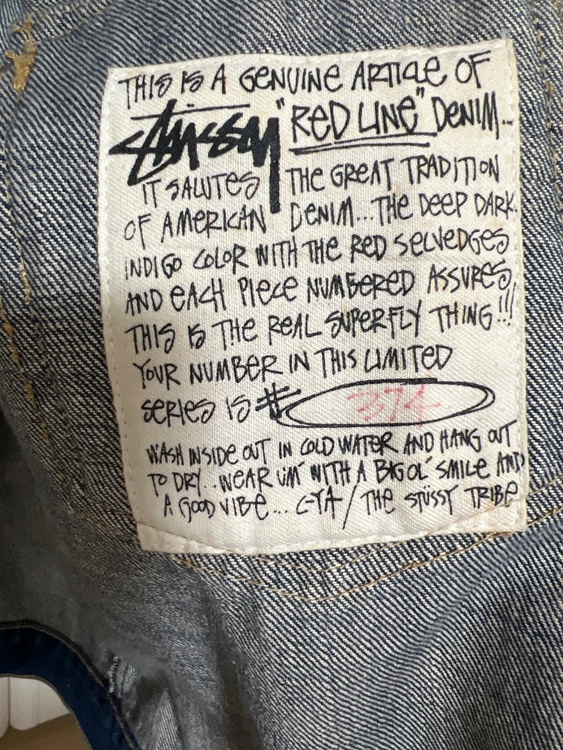 THIS IS A GENUINE ARTICLE OF
Stüssy "RED LINE" DENIM...
IT SALUTES THE GREAT TRADITION
OF AMERICAN DENIM...THE DEEP DARK
INDIGO COLOR WITH THE RED SELVEDGES
AND EACH PIECE NUMBERED ASSURES,
THIS IS THE REAL SUPERFLY THING!!!
YOUR NUMBER IN THIS LIMITED
SERIES IS # 374
WASH INSIDE OUT IN COLD WATER AND HANG OUT
TO DRY...WEAR UM' WITH A BIG OL' SMILE AND
A GOOD VIBE... C-YA / THE STÜSSY TRIBE